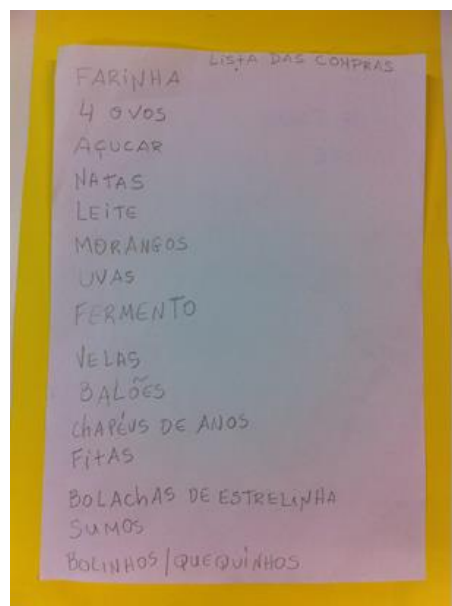 LISTA DAS COMPRAS
FARINHA
4 OVOS
AÇUCAR
NATAS
LEITE
MORANGOS
UVAS
FERMENTO
VELAS
BALÕES
ChAPÉUS DE ANOS
FITAS
BOLAChAS DE ESTRELINHA
SUMOS
BOLINHOS/QUEQUINHOS